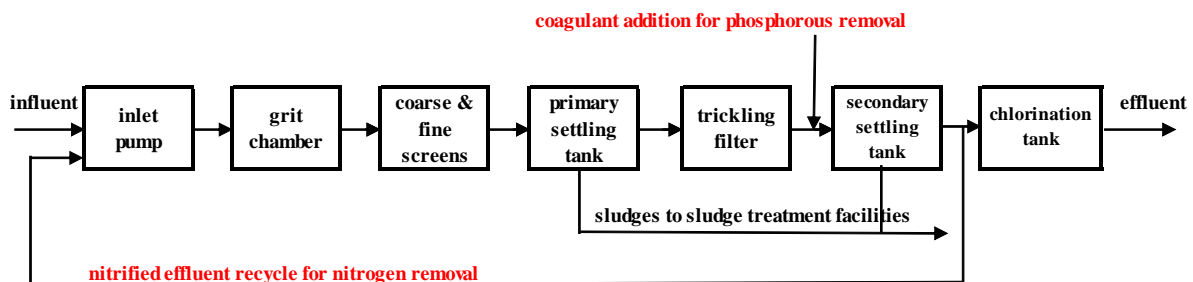 coagulant addition for phosphorous removal
influent
inlet
pump
grit
chamber
coarse &
fine
screens
primary
settling
tank
trickling
filter
secondary
settling
tank
chlorination
tank
effluent
sludges to sludge treatment facilities
nitrified effluent recycle for nitrogen removal